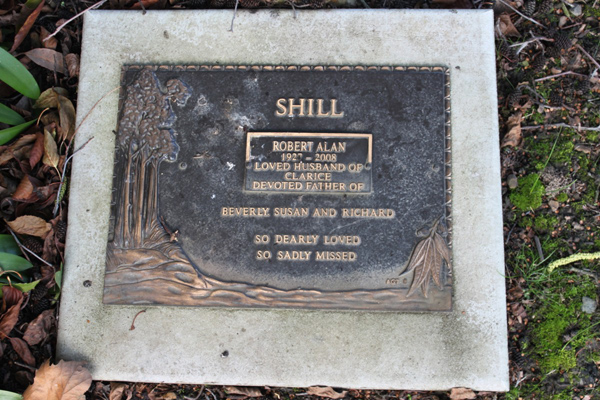 SHILL
ROBERT ALAN
1927 - 2008
LOVED HUSBAND OF
CLARICE
DEVOTED FATHER OF
BEVERLY SUSAN AND RICHARD
SO DEARLY LOVED
SO SADLY MISSED